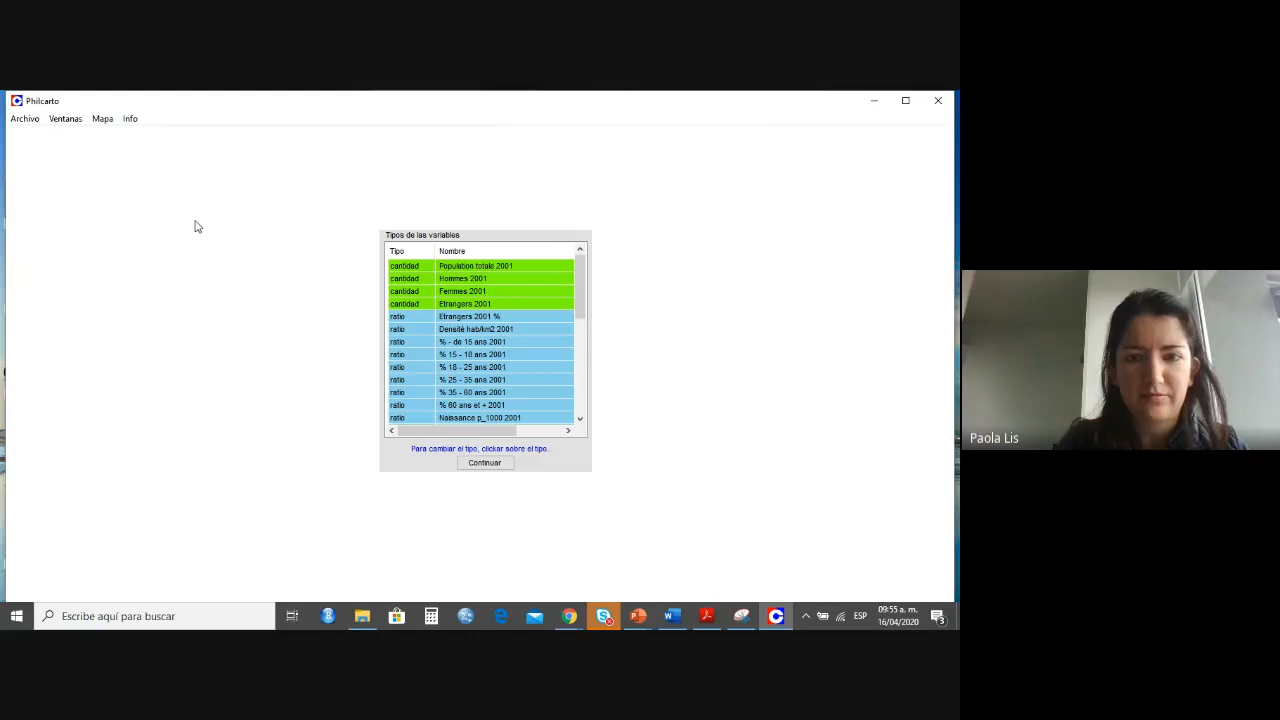 Philcarto
Archivo Ventanas Mapa Info
Tipos de las variables
Tipo Nombre
cantidad Population totale 2001
cantidad Hommes 2001
cantidad Femmes 2001
cantidad Etrangers 2001
ratio Etrangers 2001 %
ratio Densité hab/km2 2001
ratio % - de 15 ans 2001
ratio % 15 - 18 ans 2001
ratio % 18 - 25 ans 2001
ratio % 25 - 35 ans 2001
ratio % 35 - 60 ans 2001
ratio % 60 ans et + 2001
ratio Naissance p_1000 2001
Para cambiar el tipo, clickar sobre el tipo...
Continuar
Paola Lis
Escribe aquí para buscar
ESP
09:55 a. m.
16/04/2020
3